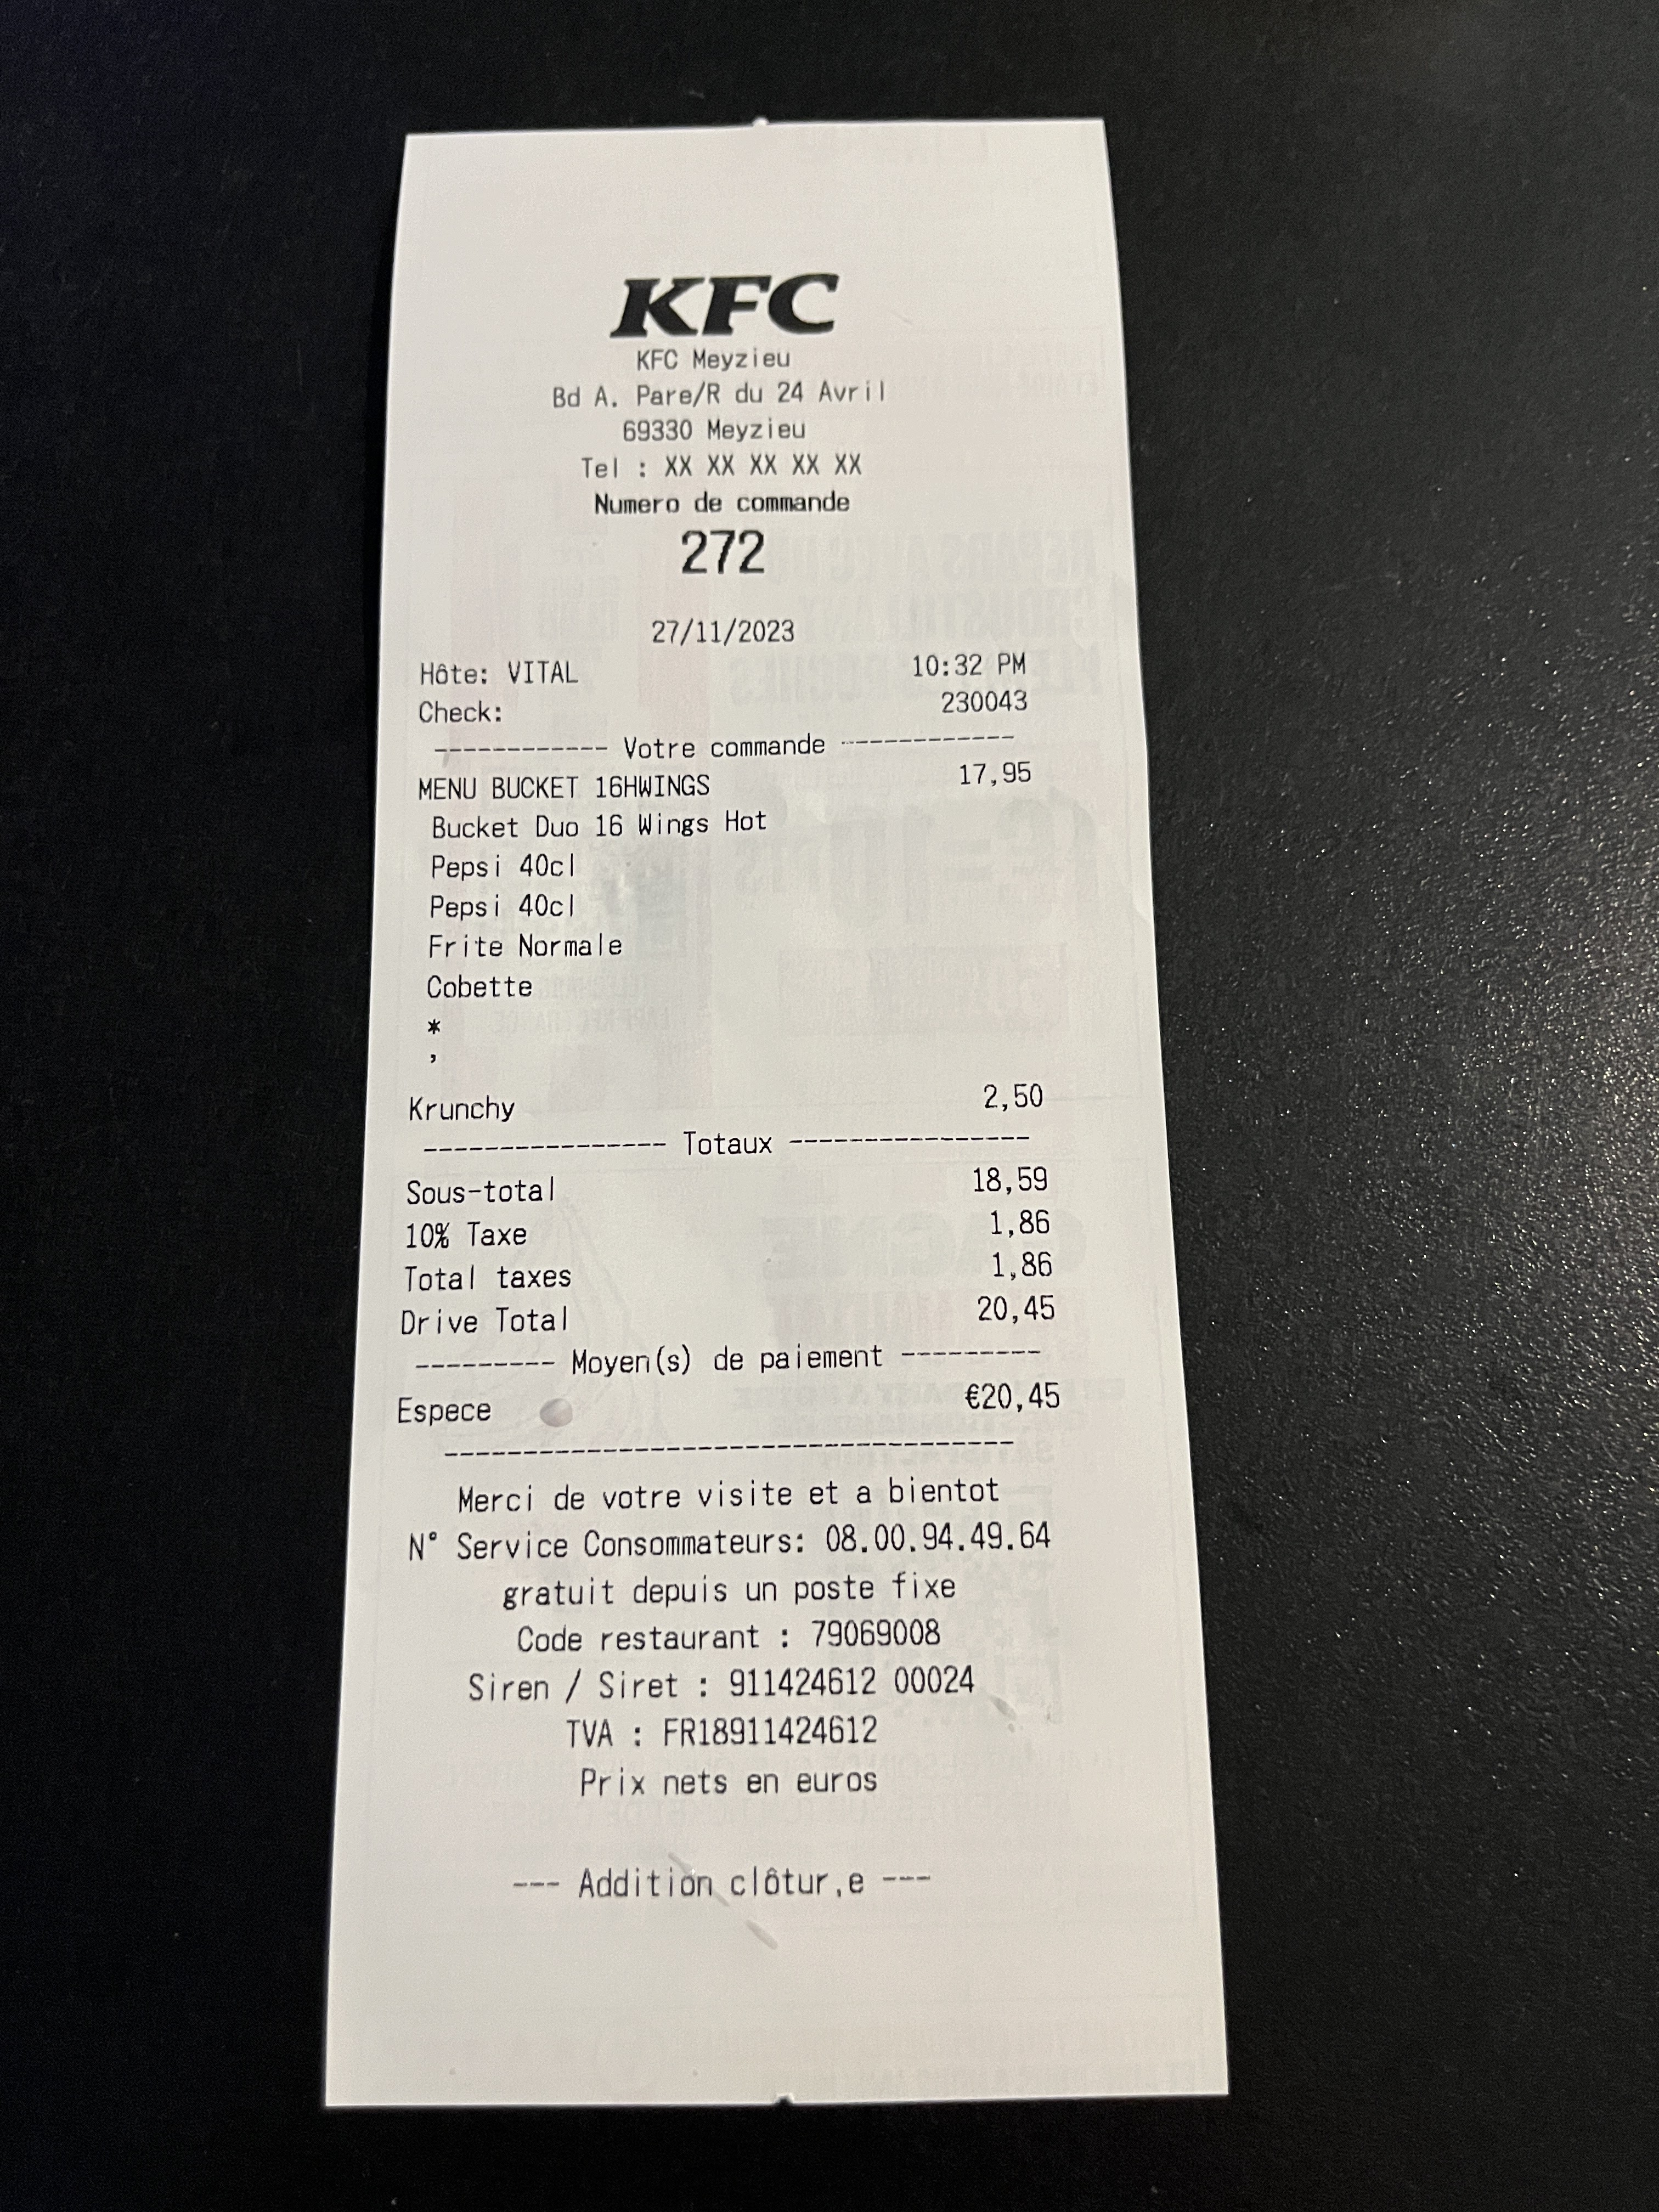 KFC
KFC Meyzieu
Bd A. Pare/R du 24 Avril
69330 Meyzieu
Tel : XX XX XX XX XX
Numero de commande
272
27/11/2023
Hôte: VITAL 10:32 PM
Check: 230043
------------ Votre commande ------------
MENU BUCKET 16HWINGS 17,95
Bucket Duo 16 Wings Hot
Pepsi 40cl
Pepsi 40cl
Frite Normale
Cobette
*
,
Krunchy 2,50
---------------- Totaux ----------------
Sous-total 18,59
10% Taxe 1,86
Total taxes 1,86
Drive Total 20,45
--------- Moyen(s) de paiement ---------
Espece €20,45
------------------------------------
Merci de votre visite et a bientot
N° Service Consommateurs: 08.00.94.49.64
gratuit depuis un poste fixe
Code restaurant : 79069008
Siren / Siret : 911424612 00024
TVA : FR18911424612
Prix nets en euros
--- Addition clôtur,e ---